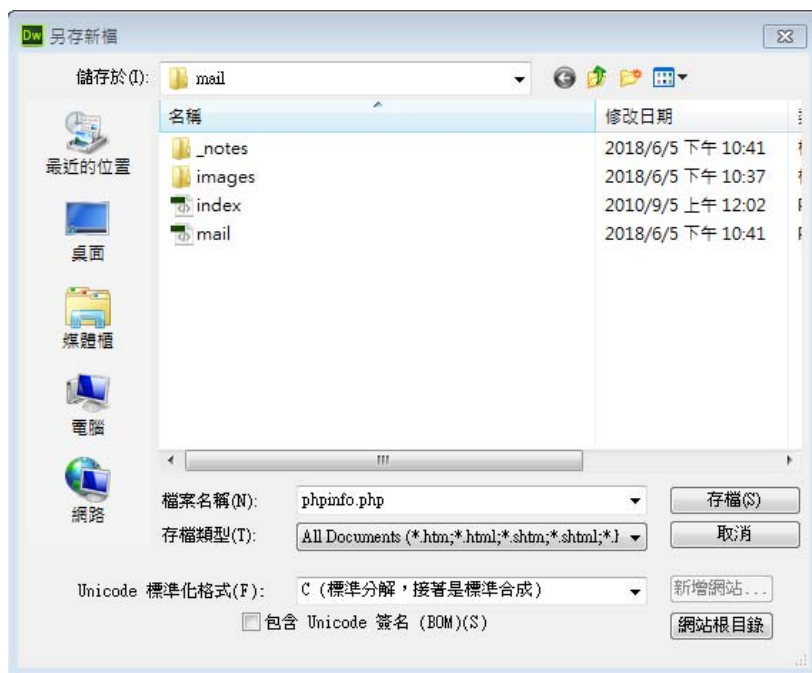 Dw 另存新檔
儲存於(I): mail
名稱 修改日期
_notes 2018/6/5 下午 10:41
images 2018/6/5 下午 10:37
index 2010/9/5 上午 12:02
mail 2018/6/5 下午 10:41
最近的位置
桌面
媒體櫃
電腦
網路
檔案名稱(N): phpinfo.php 存檔(S)
存檔類型(T): All Documents (*.htm;*.html;*.shtm;*.shtml;*.l 取消
Unicode 標準化格式(F): C (標準分解，接著是標準合成) 新增網站...
包含 Unicode 簽名 (BOM)(S) 網站根目錄